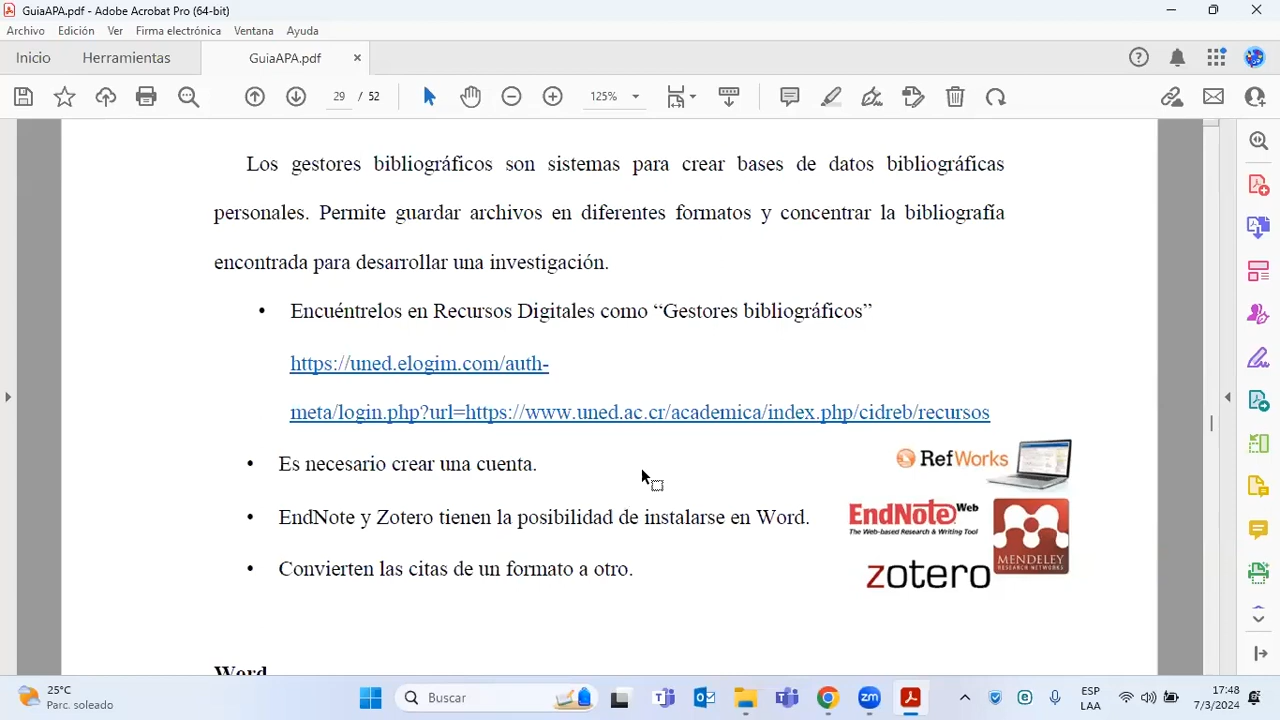 GuiaAPA.pdf - Adobe Acrobat Pro (64-bit)
Archivo Edición Ver Firma electrónica Ventana Ayuda
Inicio Herramientas GuiaAPA.pdf ×
29 / 52 125%
Los gestores bibliográficos son sistemas para crear bases de datos bibliográficas
personales. Permite guardar archivos en diferentes formatos y concentrar la bibliografía
encontrada para desarrollar una investigación.
• Encuéntrelos en Recursos Digitales como “Gestores bibliográficos”
https://uned.elogim.com/auth-
meta/login.php?url=https://www.uned.ac.cr/academica/index.php/cidreb/recursos
• Es necesario crear una cuenta.
RefWorks
• EndNote y Zotero tienen la posibilidad de instalarse en Word.
EndNote Web
The Web-based Research & Writing Tool
MENDELEY
RESEARCH NETWORKS
• Convierten las citas de un formato a otro.
zotero
Word
25°C
Parc. soleado
Buscar
ESP
LAA
17:48
7/3/2024